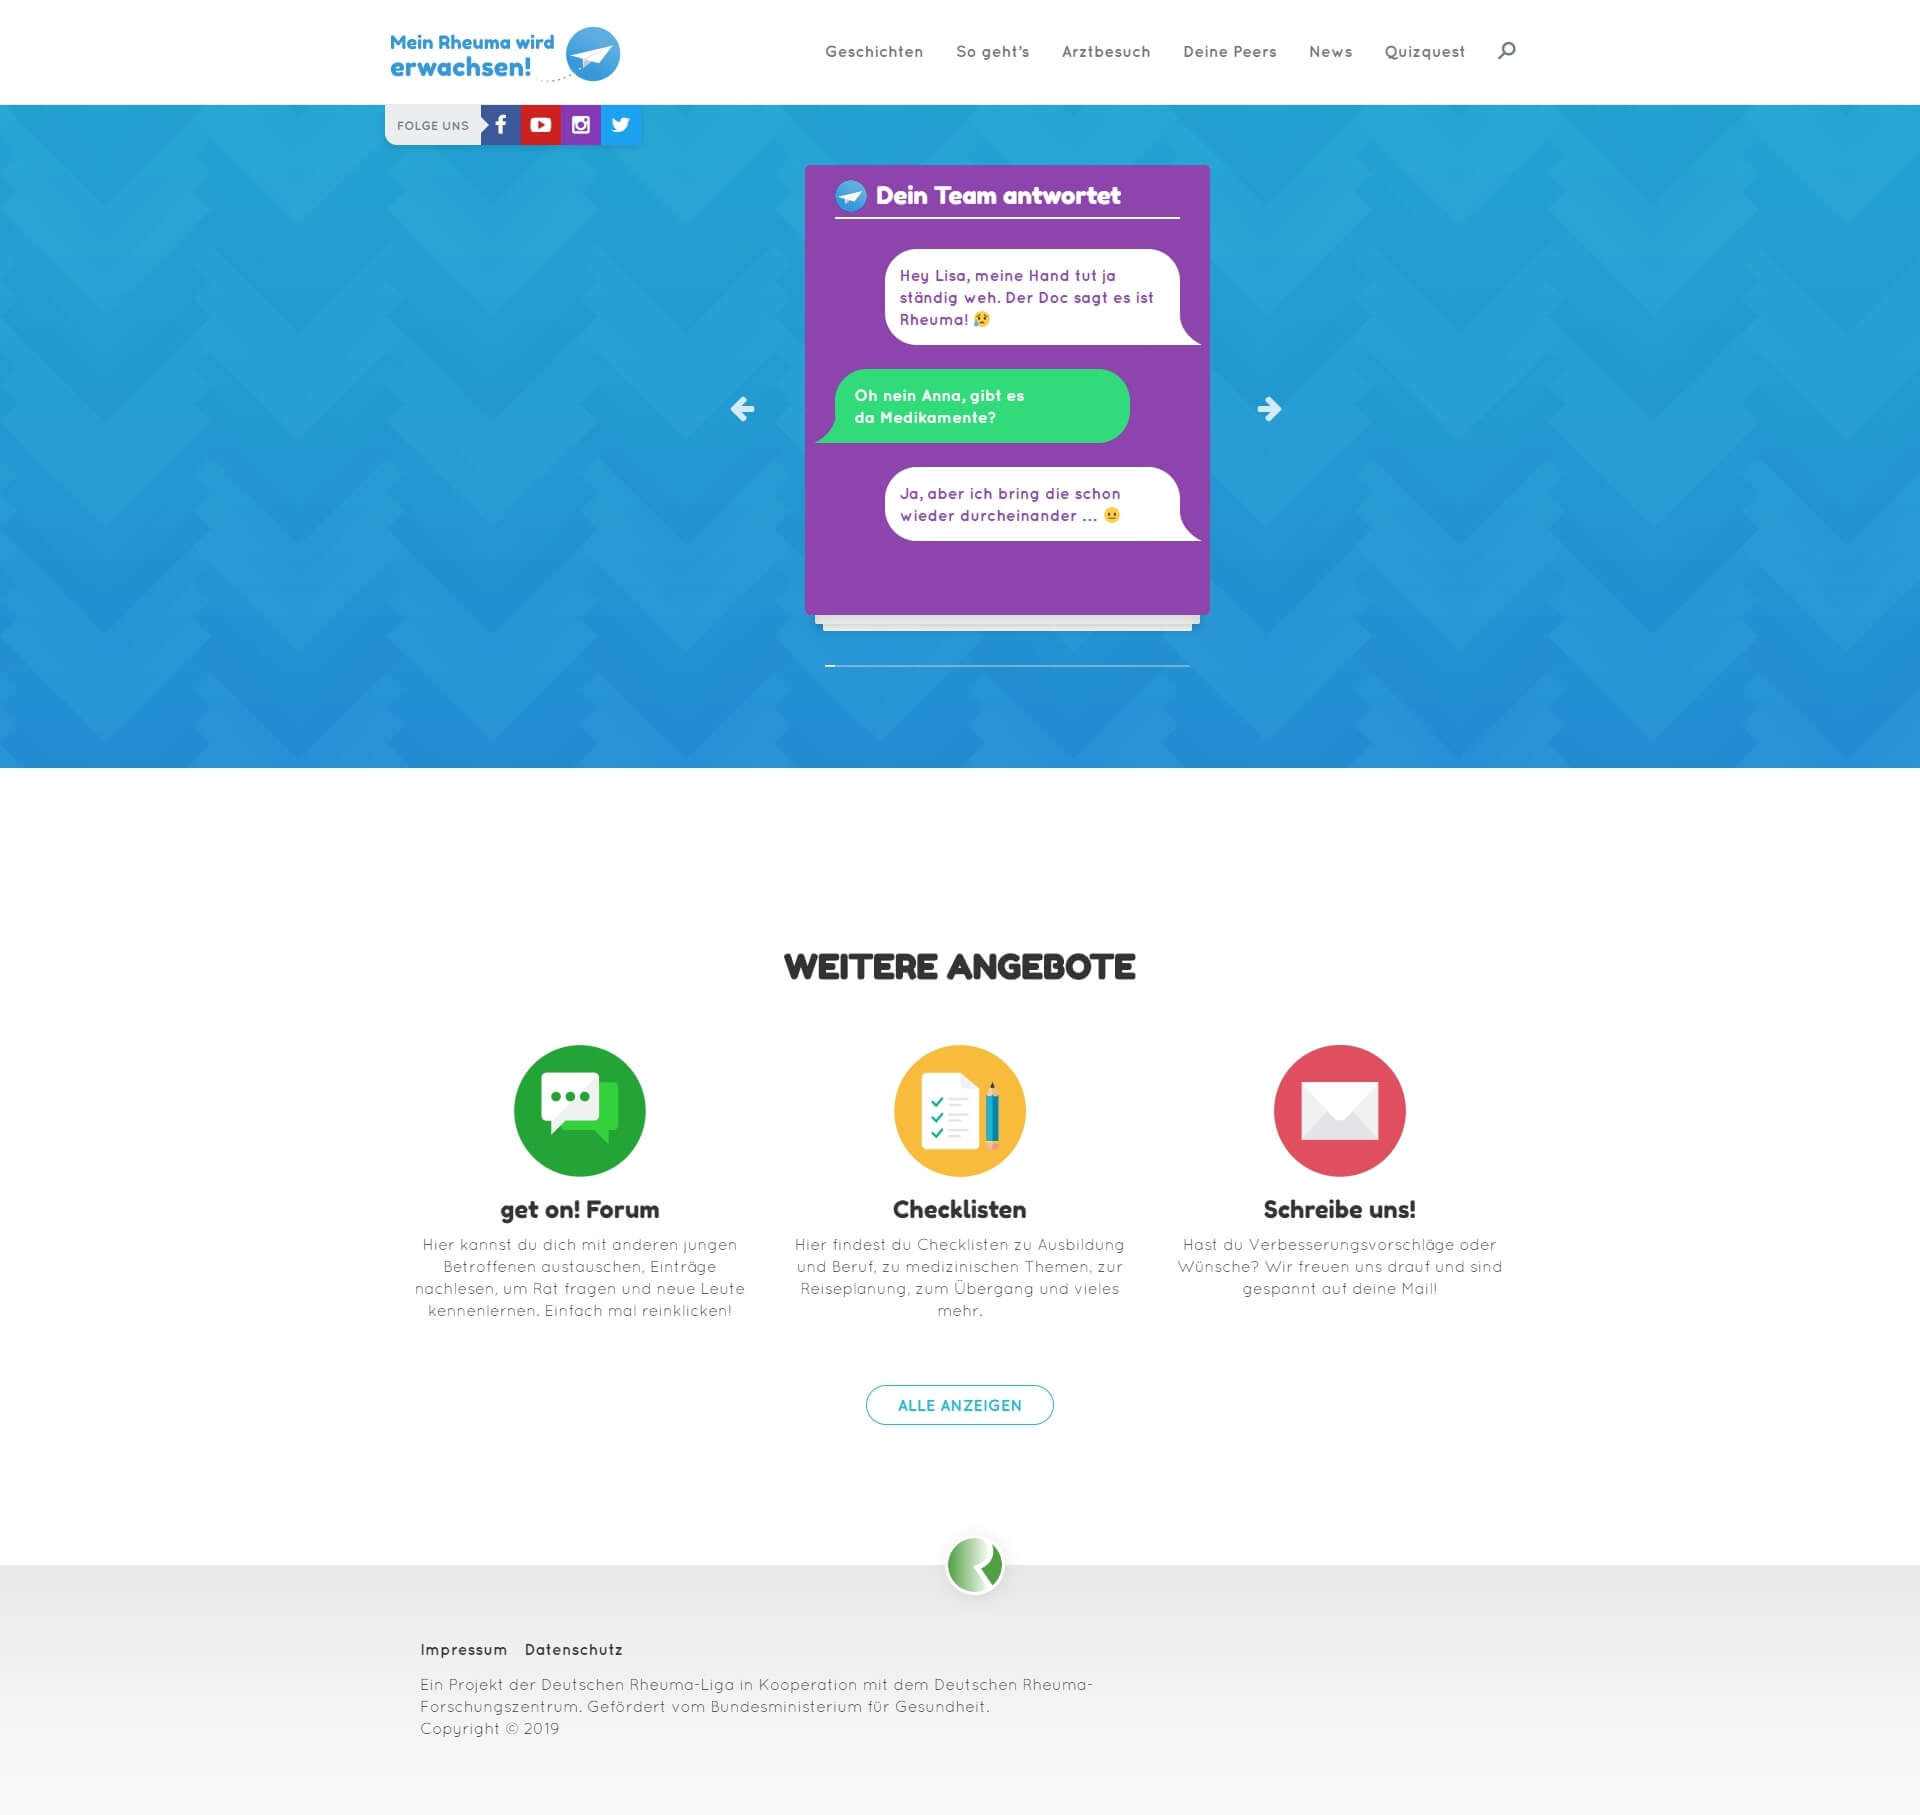 Mein Rheuma wird
erwachsen!
Geschichten So geht's Arztbesuch Deine Peers News Quizquest
FOLGE UNS
Dein Team antwortet
Hey Lisa, meine Hand tut ja
ständig weh. Der Doc sagt es ist
Rheuma! 😢
Oh nein Anna, gibt es
da Medikamente?
Ja, aber ich bring die schon
wieder durcheinander ... 😐
WEITERE ANGEBOTE
get on! Forum
Hier kannst du dich mit anderen jungen
Betroffenen austauschen, Einträge
nachlesen, um Rat fragen und neue Leute
kennenlernen. Einfach mal reinklicken!
Checklisten
Hier findest du Checklisten zu Ausbildung
und Beruf, zu medizinischen Themen, zur
Reiseplanung, zum Übergang und vieles
mehr.
Schreibe uns!
Hast du Verbesserungsvorschläge oder
Wünsche? Wir freuen uns drauf und sind
gespannt auf deine Mail!
ALLE ANZEIGEN
Impressum Datenschutz
Ein Projekt der Deutschen Rheuma-Liga in Kooperation mit dem Deutschen Rheuma-
Forschungszentrum. Gefördert vom Bundesministerium für Gesundheit.
Copyright © 2019